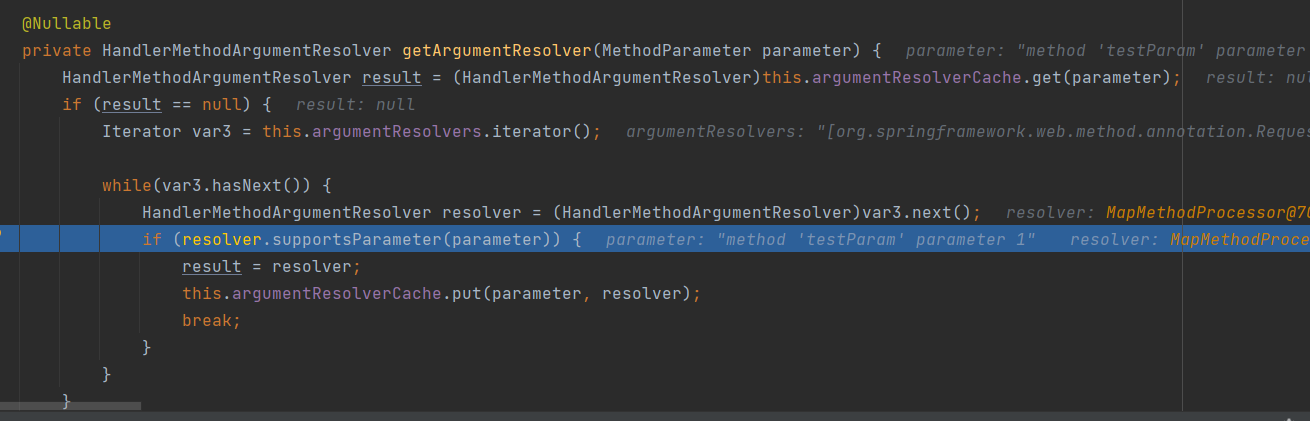 @Nullable
private HandlerMethodArgumentResolver getArgumentResolver(MethodParameter parameter) { parameter: "method 'testParam' parameter
HandlerMethodArgumentResolver result = (HandlerMethodArgumentResolver)this.argumentResolverCache.get(parameter); result: nul
if (result == null) { result: null
Iterator var3 = this.argumentResolvers.iterator(); argumentResolvers: "[org.springframework.web.method.annotation.Reques
while(var3.hasNext()) {
HandlerMethodArgumentResolver resolver = (HandlerMethodArgumentResolver)var3.next(); resolver: MapMethodProcessor@70
if (resolver.supportsParameter(parameter)) { parameter: "method 'testParam' parameter 1" resolver: MapMethodProce
result = resolver;
this.argumentResolverCache.put(parameter, resolver);
break;
}
}
}